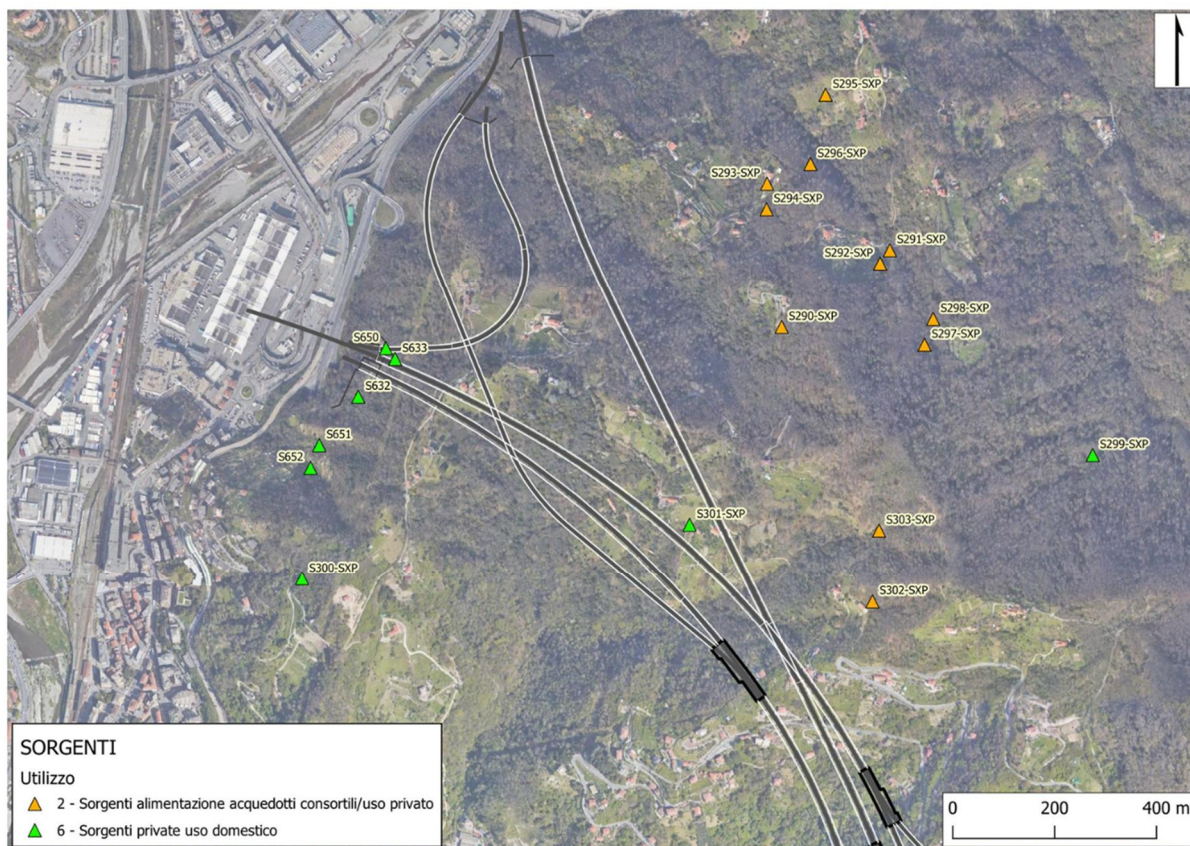 S295-SXP
S296-SXP
S293-SXP
S294-SXP
S291-SXP
S292-SXP
S298-SXP
S290-SXP
S297-SXP
S650
S633
S632
S651
S652
S299-SXP
S301-SXP
S303-SXP
S300-SXP
S302-SXP
SORGENTI
Utilizzo
2 - Sorgenti alimentazione acquedotti consortili/uso privato
6 - Sorgenti private uso domestico
0 200 400 m